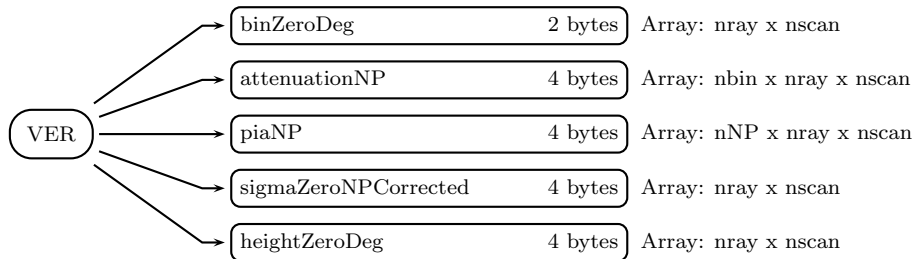 binZeroDeg 2 bytes Array: nray x nscan
attenuationNP 4 bytes Array: nbin x nray x nscan
VER piaNP 4 bytes Array: nNP x nray x nscan
sigmaZeroNPCorrected 4 bytes Array: nray x nscan
heightZeroDeg 4 bytes Array: nray x nscan